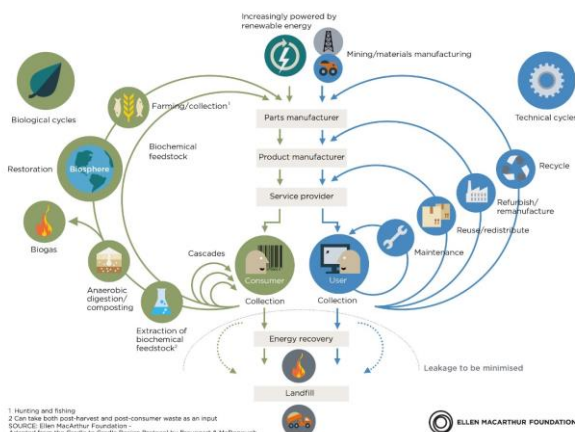 Increasingly powered by
renewable energy
Mining/materials manufacturing
Biological cycles
Technical cycles
Farming/collection¹
Parts manufacturer
Biochemical
feedstock
Restoration
Biosphere
Recycle
Product manufacturer
Refurbish/
remanufacture
Service provider
Reuse/redistribute
Biogas
Cascades
Maintenance
Consumer
User
Anaerobic
digestion/
composting
Collection
Collection
Extraction of
biochemical
feedstock²
Energy recovery
Leakage to be minimised
Landfill
1 Hunting and fishing
2 Can take both post-harvest and post-consumer waste as an input
SOURCE: Ellen MacArthur Foundation -
ELLEN MACARTHUR FOUNDATION